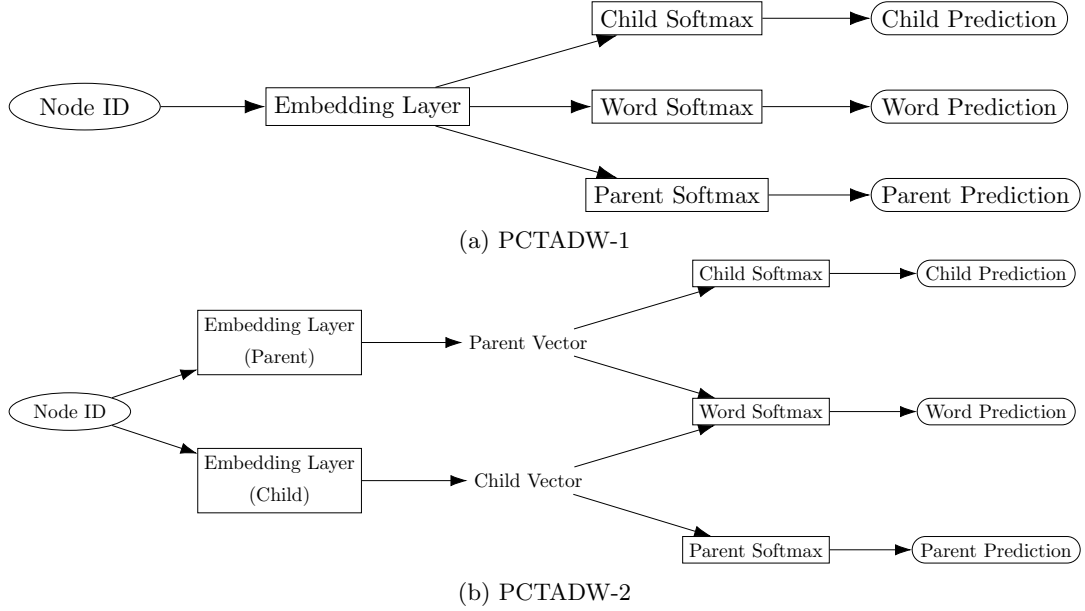 Child Softmax
Child Prediction
Node ID
Embedding Layer
Word Softmax
Word Prediction
Parent Softmax
Parent Prediction
(a) PCTADW-1
Child Softmax
Child Prediction
Embedding Layer
(Parent)
Parent Vector
Node ID
Word Softmax
Word Prediction
Embedding Layer
(Child)
Child Vector
Parent Softmax
Parent Prediction
(b) PCTADW-2